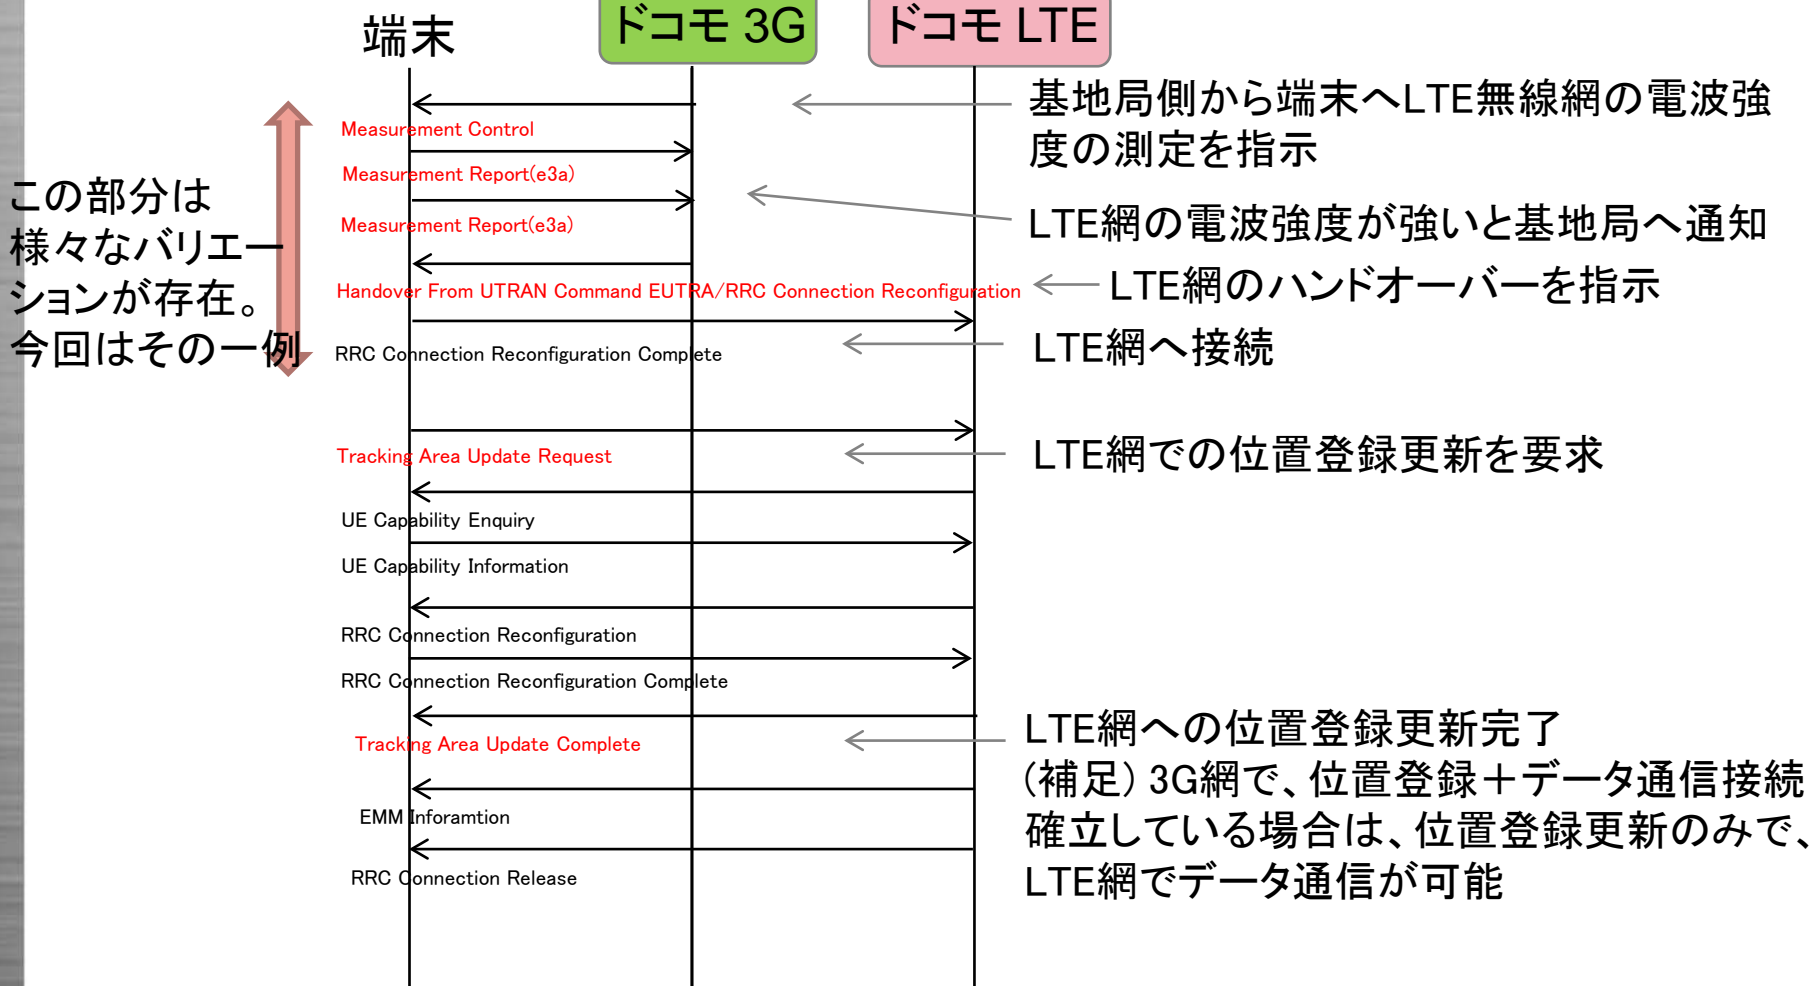 端末
ドコモ 3G
ドコモ LTE
基地局側から端末へLTE無線網の電波強
度の測定を指示
Measurement Control
Measurement Report(e3a)
この部分は
様々なバリエー
ションが存在。
今回はその一例
LTE網の電波強度が強いと基地局へ通知
Measurement Report(e3a)
Handover From UTRAN Command EUTRA/RRC Connection Reconfiguration
LTE網のハンドオーバーを指示
RRC Connection Reconfiguration Complete
LTE網へ接続
Tracking Area Update Request
LTE網での位置登録更新を要求
UE Capability Enquiry
UE Capability Information
RRC Connection Reconfiguration
RRC Connection Reconfiguration Complete
Tracking Area Update Complete
LTE網への位置登録更新完了
(補足) 3G網で、位置登録＋データ通信接続
確立している場合は、位置登録更新のみで、
LTE網でデータ通信が可能
EMM Inforamtion
RRC Connection Release